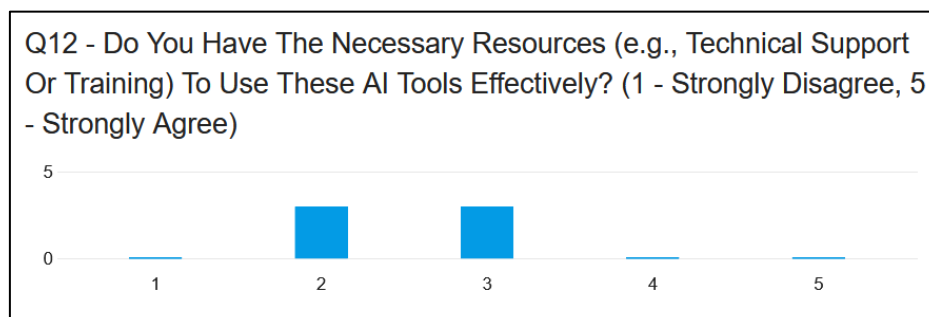 Q12 - Do You Have The Necessary Resources (e.g., Technical Support
Or Training) To Use These AI Tools Effectively? (1 - Strongly Disagree, 5
- Strongly Agree)
5
0
1 2 3 4 5